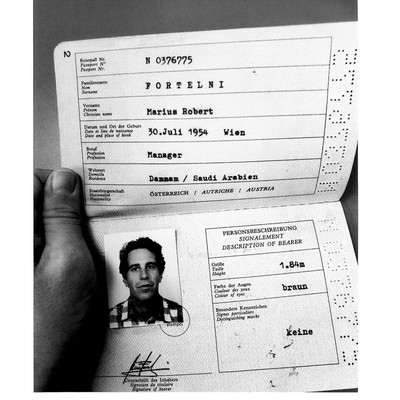 2
Reisepaß Nr. N 0376775
Passeport Nº
Passport Nr.
Familienname F O R T E L N I
Nom
Surname
Vorname
Prénom Marius Robert
Christian name
Datum und Ort der Geburt
Date et lieu de naissance 30.Juli 1954 Wien
Date and place of birth
Beruf
Profession Manager
Profession
Wohnort
Domicile Damman / Saudi Arabien
Residence
Staatsbürgerschaft
Nationalité ÖSTERREICH / AUTRICHE / AUSTRIA
Nationality
PERSONSBESCHREIBUNG
SIGNALEMENT
DESCRIPTION OF BEARER
Größe
Taille 1.84m
Height
Farbe der Augen
Couleur des yeux braun
Colour of eyes
Besondere Kennzeichen
Signes particuliers
Distinguishing marks
keine
Unterschrift des Inhabers
Signature du titulaire
Signature of bearer